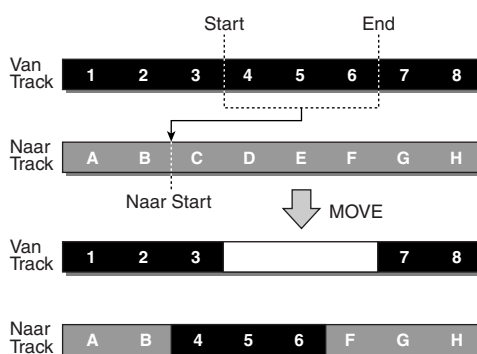 Start End
Van Track 1 2 3 4 5 6 7 8
Naar Track A B C D E F G H
Naar Start
MOVE
Van Track 1 2 3 7 8
Naar Track A B 4 5 6 F G H